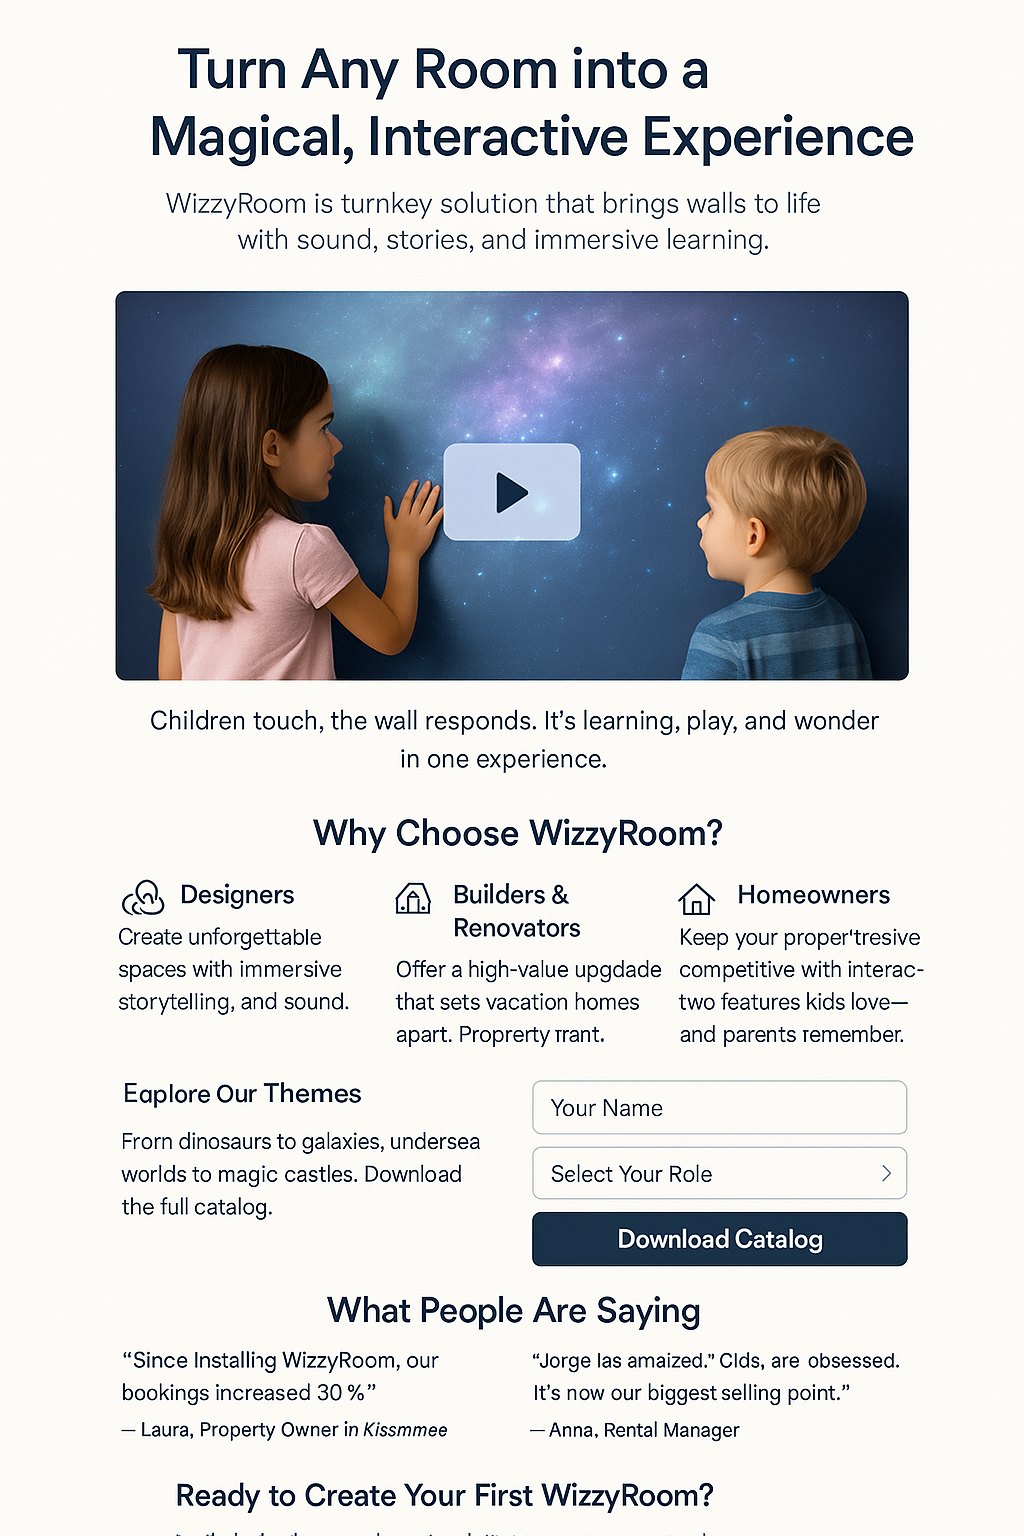 Turn Any Room into a
Magical, Interactive Experience
WizzyRoom is turnkey solution that brings walls to life
with sound, stories, and immersive learning.
Children touch, the wall responds. It's learning, play, and wonder
in one experience.
Why Choose WizzyRoom?
Designers
Create unforgettable
spaces with immersive
storytelling, and sound.
Builders &
Renovators
Offer a high-value upgdade
that sets vacation homes
apart. Proprerty rrant.
Homeowners
Keep your proper'tresive
competitive with interac-
two features kids love—
and parents remember.
Eaplore Our Themes
From dinosaurs to galaxies, undersea
worlds to magic castles. Download
the full catalog.
Your Name
Select Your Role
Download Catalog
What People Are Saying
“Since Installing WizzyRoom, our
bookings increased 30 %”
— Laura, Property Owner in Kissmmee
“Jorge las amaized.” Clds, are obsessed.
It's now our biggest selling point.”
— Anna, Rental Manager
Ready to Create Your First WizzyRoom?